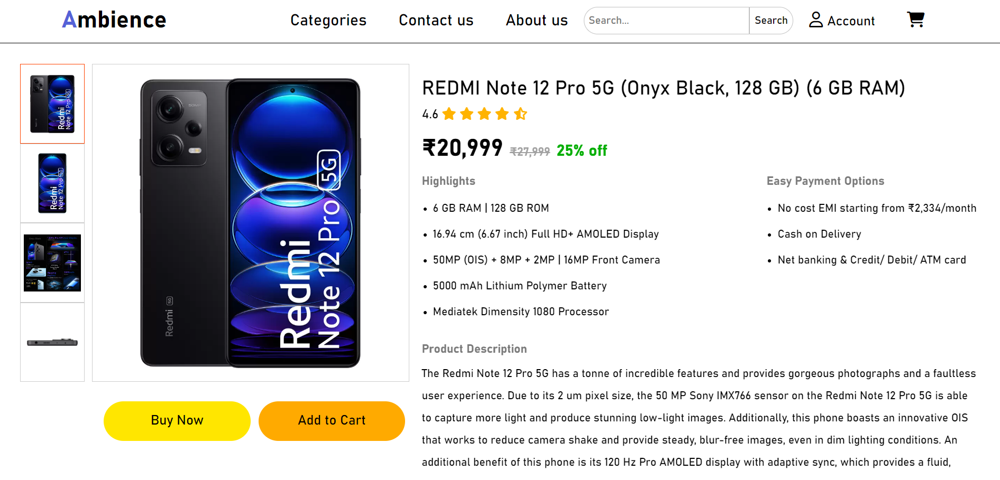 Ambience
Categories
Contact us
About us
Search...
Search
Account
REDMI Note 12 Pro 5G (Onyx Black, 128 GB) (6 GB RAM)
4.6
₹20,999 ₹27,999 25% off
Highlights
• 6 GB RAM | 128 GB ROM
• 16.94 cm (6.67 inch) Full HD+ AMOLED Display
• 50MP (OIS) + 8MP + 2MP | 16MP Front Camera
• 5000 mAh Lithium Polymer Battery
• Mediatek Dimensity 1080 Processor
Easy Payment Options
• No cost EMI starting from ₹2,334/month
• Cash on Delivery
• Net banking & Credit/ Debit/ ATM card
Product Description
The Redmi Note 12 Pro 5G has a tonne of incredible features and provides gorgeous photographs and a faultless
user experience. Due to its 2 um pixel size, the 50 MP Sony IMX766 sensor on the Redmi Note 12 Pro 5G is able
to capture more light and produce stunning low-light images. Additionally, this phone boasts an innovative OIS
that works to reduce camera shake and provide steady, blur-free images, even in dim lighting conditions. An
additional benefit of this phone is its 120 Hz Pro AMOLED display with adaptive sync, which provides a fluid,
Redmi
Note 12 Pro 5G
Redmi 5G
50MP
Redmi
Note 12 Pro 5G
Redmi
Note 12 Pro 5G
Buy Now
Add to Cart